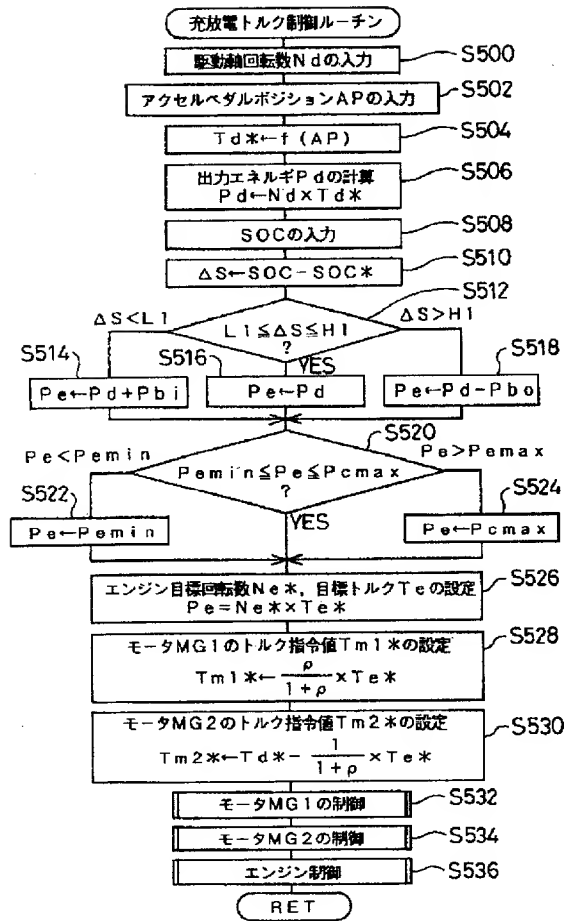 充放電トルク制御ルーチン
駆動軸回転数Ndの入力
S500
アクセルペダルポジションAPの入力
S502
Td*←f(AP)
S504
出力エネルギPdの計算
Pd←Nd×Td*
S506
SOCの入力
S508
ΔS←SOC-SOC*
S510
S512
ΔS<L1
L1≦ΔS≦H1
?
ΔS>H1
S514
S516
YES
S518
Pe←Pd+Pbi
Pe←Pd
Pe←Pd-Pbo
S520
Pe<Pemin
Pemin≦Pe≦Pcmax
?
Pe>Pemax
S522
YES
S524
Pe←Pemin
Pe←Pcmax
エンジン目標回転数Ne*,目標トルクTeの設定
Pe=Ne*×Te*
S526
モータMG1のトルク指令値Tm1*の設定
Tm1*←ρ/(1+ρ)×Te*
S528
モータMG2のトルク指令値Tm2*の設定
Tm2*←Td*-1/(1+ρ)×Te*
S530
モータMG1の制御
S532
モータMG2の制御
S534
エンジン制御
S536
RET